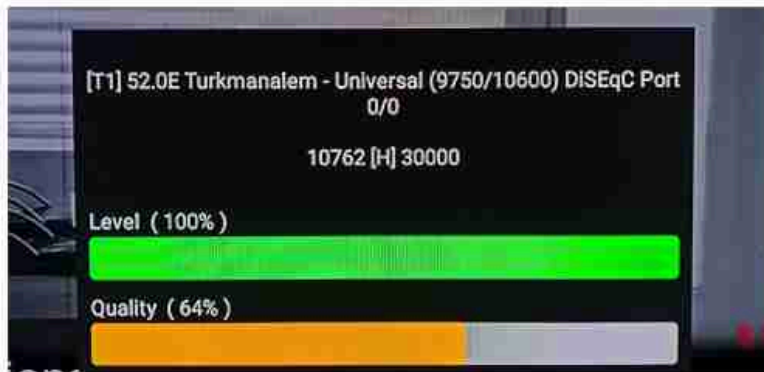 [T1] 52.0E Turkmanalem - Universal (9750/10600) DiSEqC Port
0/0
10762 [H] 30000
Level ( 100% )
Quality ( 64% )